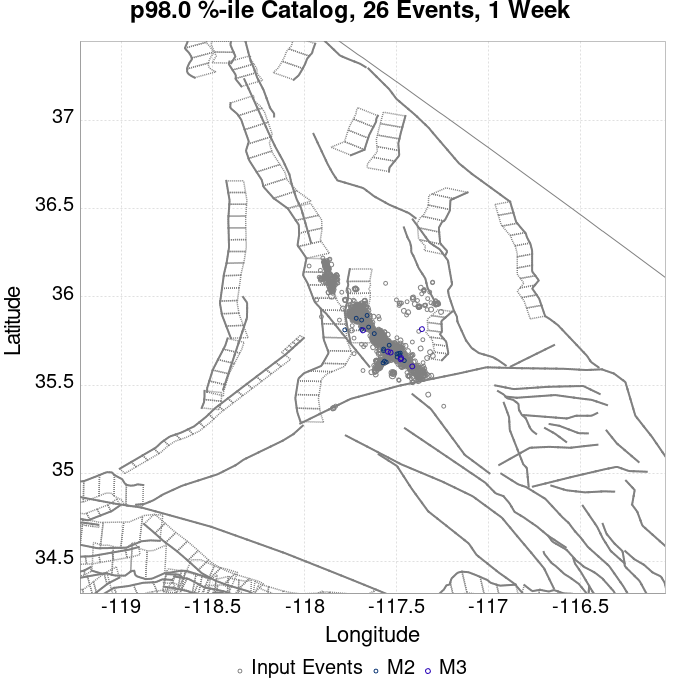 p98.0 %-ile Catalog, 26 Events, 1 Week
37
36.5
36
35.5
35
34.5
Latitude
-119
-118.5
-118
-117.5
-117
-116.5
Longitude
Input Events
M2
M3